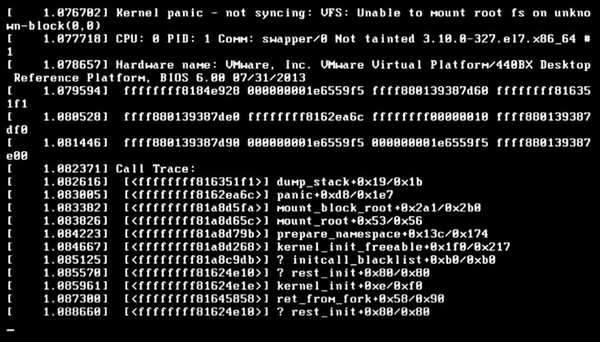 [    1.076702] Kernel panic - not syncing: VFS: Unable to mount root fs on unkno
wn-block(0,0)
[    1.077718] CPU: 0 PID: 1 Comm: swapper/0 Not tainted 3.10.0-327.el7.x86_64 #
1
[    1.078657] Hardware name: VMware, Inc. VMware Virtual Platform/440BX Desktop
 Reference Platform, BIOS 6.00 07/31/2013
[    1.079594]  ffffffff8184e928 000000001e6559f5 ffff880139387d60 ffffffff81635
1f1
[    1.080528]  ffff880139387de0 ffffffff8162ea6c ffffffff00000010 ffff880139387
df0
[    1.081446]  ffff880139387d90 000000001e6559f5 000000001e6559f5 ffff880139387
e00
[    1.082371] Call Trace:
[    1.082616]  [<ffffffff816351f1>] dump_stack+0x19/0x1b
[    1.083005]  [<ffffffff8162ea6c>] panic+0xd8/0x1e7
[    1.083382]  [<ffffffff81a8d5fa>] mount_block_root+0x2a1/0x2b0
[    1.083826]  [<ffffffff81a8d65c>] mount_root+0x53/0x56
[    1.084223]  [<ffffffff81a8d79b>] prepare_namespace+0x13c/0x174
[    1.084667]  [<ffffffff81a8d268>] kernel_init_freeable+0x1f0/0x217
[    1.085125]  [<ffffffff81a8c9db>] ? initcall_blacklist+0xb0/0xb0
[    1.085570]  [<ffffffff81624e10>] ? rest_init+0x80/0x80
[    1.085961]  [<ffffffff81624e1e>] kernel_init+0xe/0xf0
[    1.087300]  [<ffffffff81645858>] ret_from_fork+0x58/0x90
[    1.088660]  [<ffffffff81624e10>] ? rest_init+0x80/0x80
_